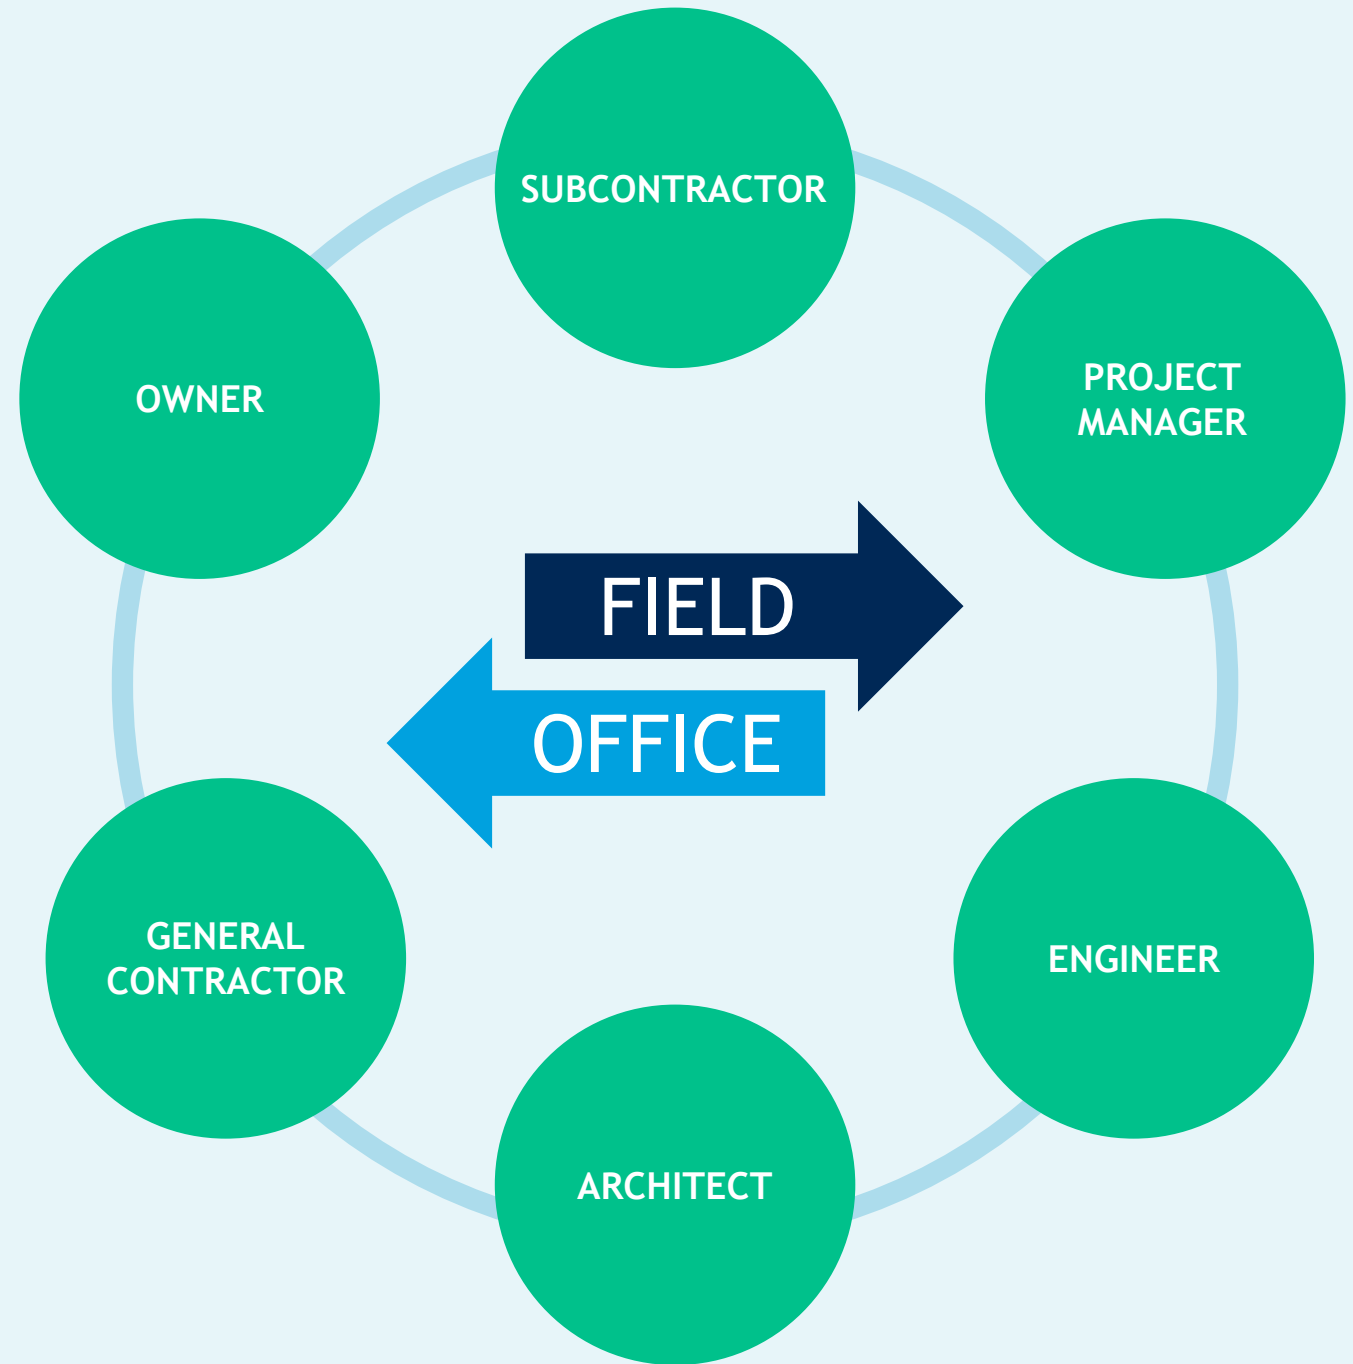 SUBCONTRACTOR
OWNER
PROJECT
MANAGER
FIELD
OFFICE
GENERAL
CONTRACTOR
ENGINEER
ARCHITECT